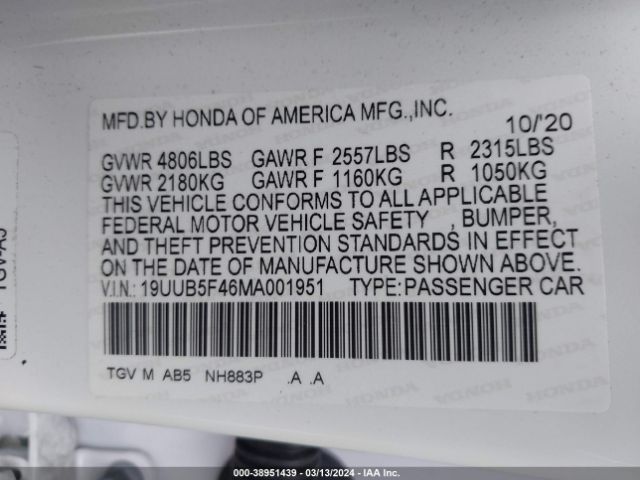 MFD.BY HONDA OF AMERICA MFG.,INC.
10/'20
GVWR 4806LBS GAWR F 2557LBS R 2315LBS
GVWR 2180KG GAWR F 1160KG R 1050KG
THIS VEHICLE CONFORMS TO ALL APPLICABLE
FEDERAL MOTOR VEHICLE SAFETY , BUMPER,
AND THEFT PREVENTION STANDARDS IN EFFECT
ON THE DATE OF MANUFACTURE SHOWN ABOVE.
V.I.N.: 19UUB5F46MA001951 TYPE:PASSENGER CAR
TGV M AB5 NH883P .A .A
TGV-A5
000-38951439 - 03/13/2024 - IAA Inc.